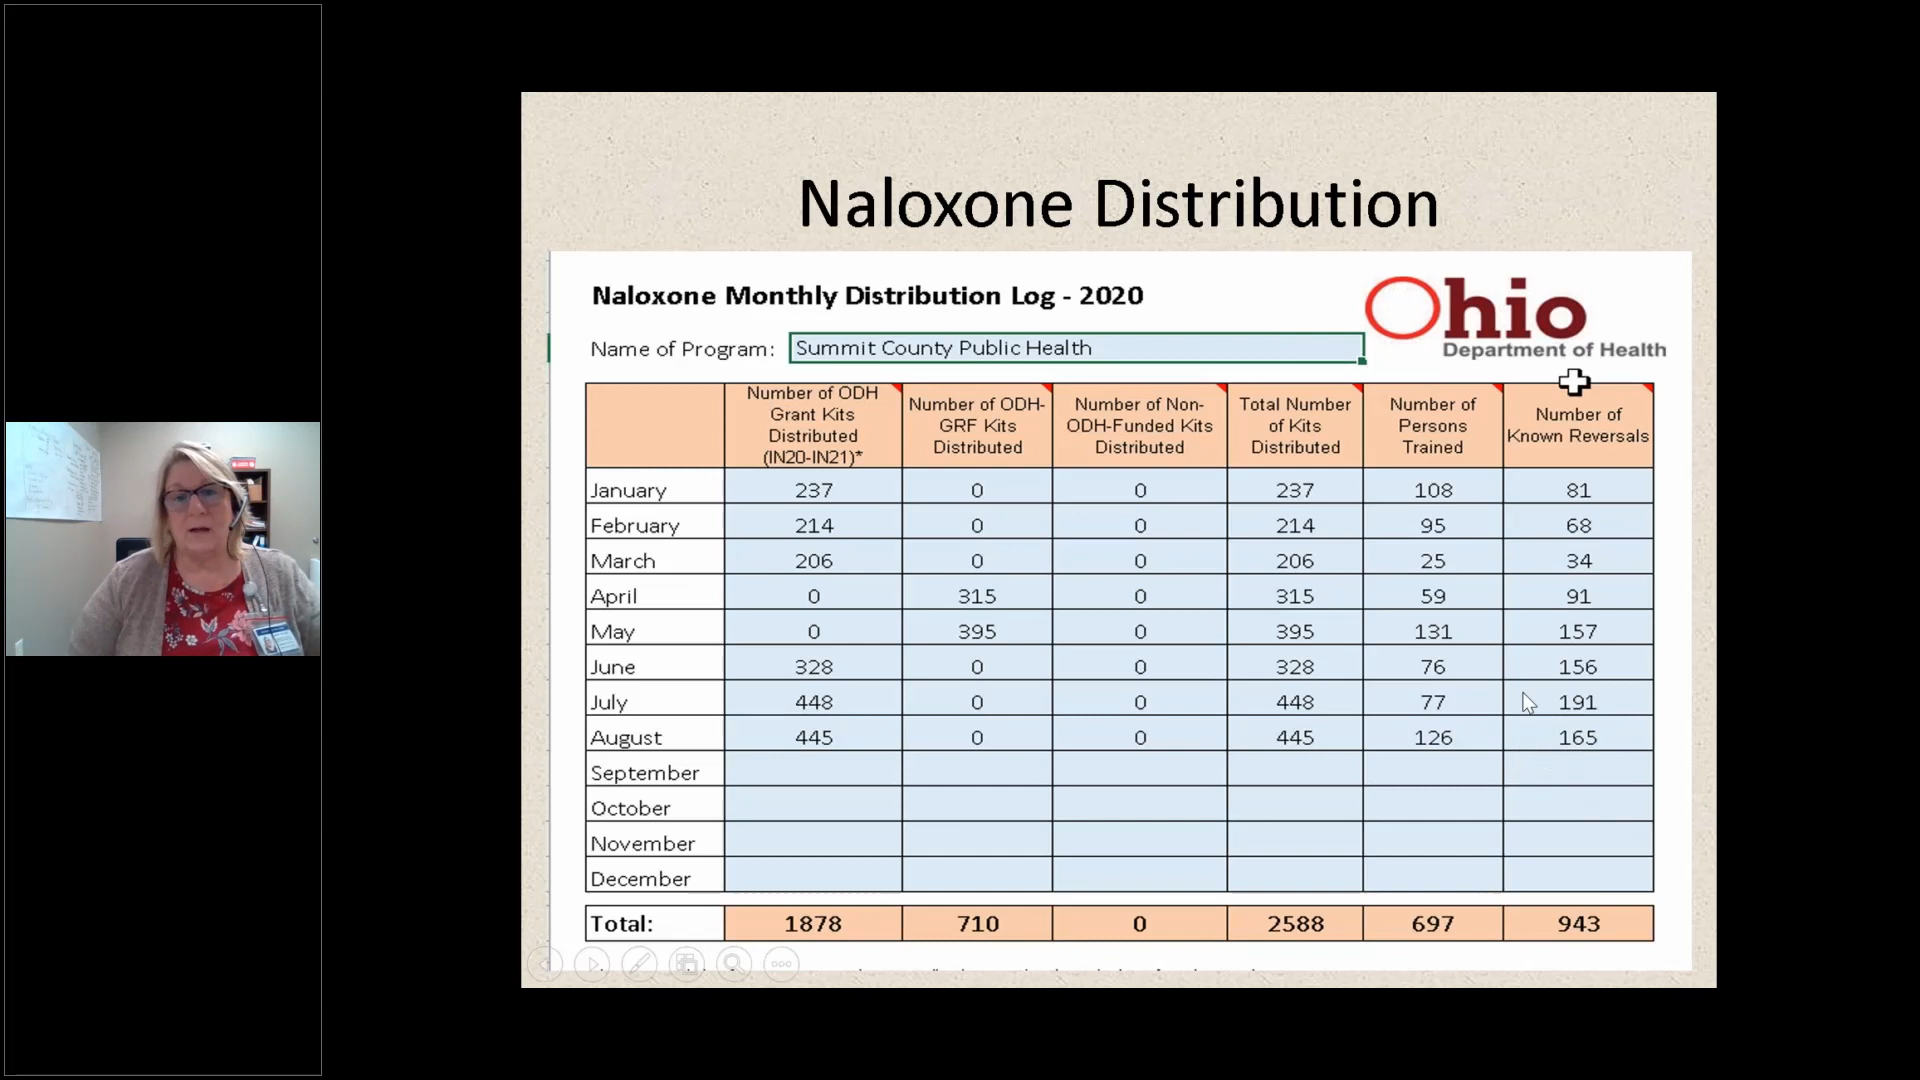 Naloxone Distribution
Naloxone Monthly Distribution Log - 2020
Ohio
Department of Health
Name of Program: Summit County Public Health
Number of ODH Grant Kits Distributed (IN20-IN21)* Number of ODH-GRF Kits Distributed Number of Non-ODH-Funded Kits Distributed Total Number of Kits Distributed Number of Persons Trained Number of Known Reversals
January 237 0 0 237 108 81
February 214 0 0 214 95 68
March 206 0 0 206 25 34
April 0 315 0 315 59 91
May 0 395 0 395 131 157
June 328 0 0 328 76 156
July 448 0 0 448 77 191
August 445 0 0 445 126 165
September
October
November
December
Total: 1878 710 0 2588 697 943